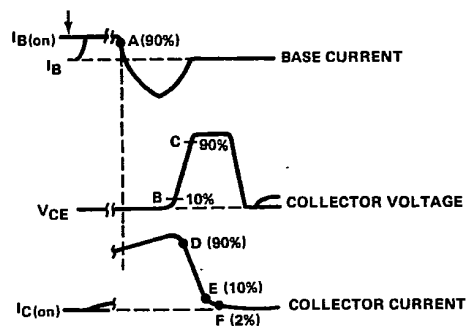 IB(on)
A (90%)
IB
BASE CURRENT
C
90%
B
10%
VCE
COLLECTOR VOLTAGE
D (90%)
E (10%)
IC(on)
F (2%)
COLLECTOR CURRENT